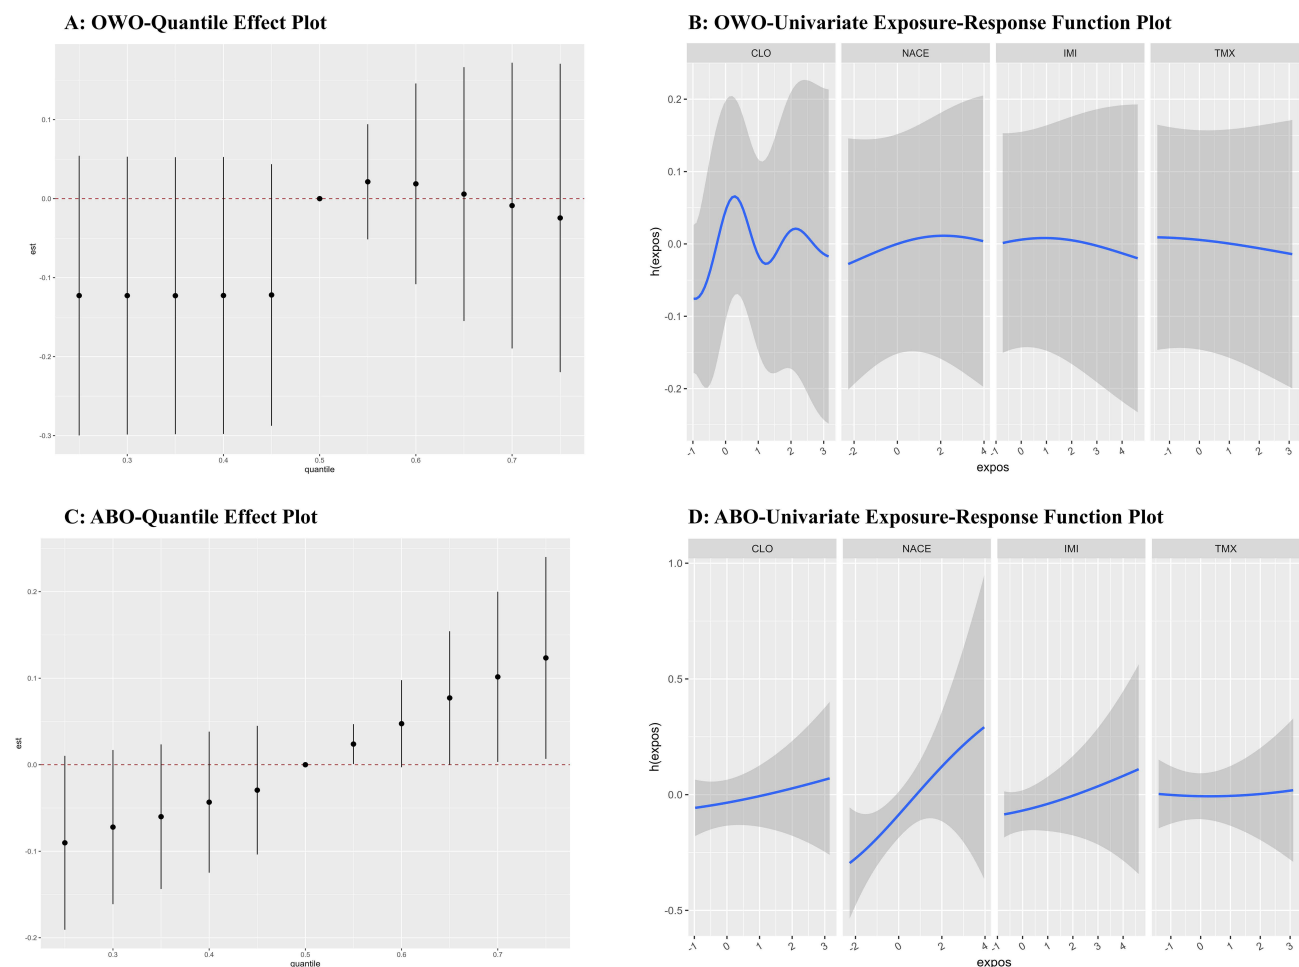 A: OWO-Quantile Effect Plot
est
0.1
0.0
-0.1
-0.2
-0.3
0.3 0.4 0.5 0.6 0.7
quantile
B: OWO-Univariate Exposure-Response Function Plot
CLO NACE IMI TMX
h(expos)
0.2
0.1
0.0
-0.1
-0.2
-1 0 1 2 3 -2 0 2 4 -1 0 1 2 3 4 -1 0 1 2 3
expos
C: ABO-Quantile Effect Plot
est
0.2
0.1
0.0
-0.1
-0.2
0.3 0.4 0.5 0.6 0.7
quantile
D: ABO-Univariate Exposure-Response Function Plot
CLO NACE IMI TMX
h(expos)
1.0
0.5
0.0
-0.5
-1 0 1 2 3 -2 0 2 4 -1 0 1 2 3 4 -1 0 1 2 3
expos